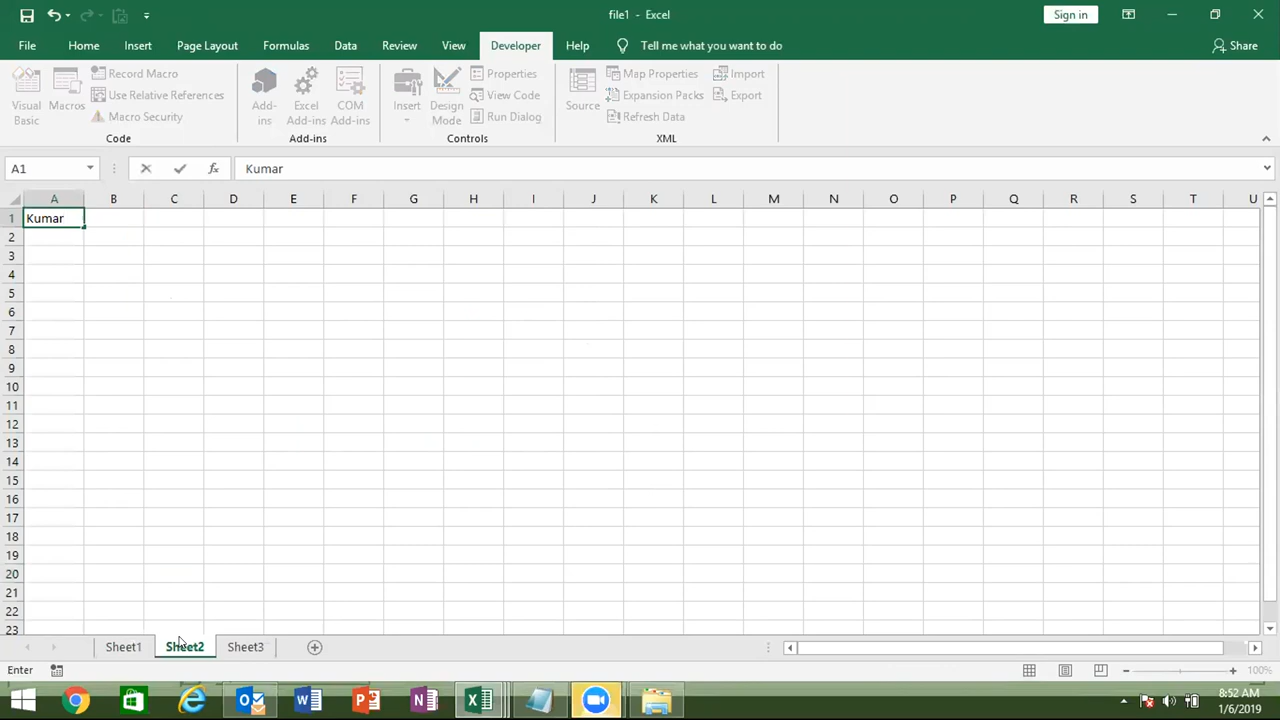 file1 - Excel
Sign in
File Home Insert Page Layout Formulas Data Review View Developer Help Tell me what you want to do Share
Visual Basic
Macros
Record Macro
Use Relative References
Macro Security
Code
Add-ins
Excel Add-ins
COM Add-ins
Add-ins
Insert
Design Mode
Properties
View Code
Run Dialog
Controls
Source
Map Properties
Expansion Packs
Refresh Data
Import
Export
XML
A1 fx Kumar
A B C D E F G H I J K L M N O P Q R S T U
1 Kumar
2
3
4
5
6
7
8
9
10
11
12
13
14
15
16
17
18
19
20
21
22
23
Sheet1 Sheet2 Sheet3
Enter 100%
8:52 AM
1/6/2019